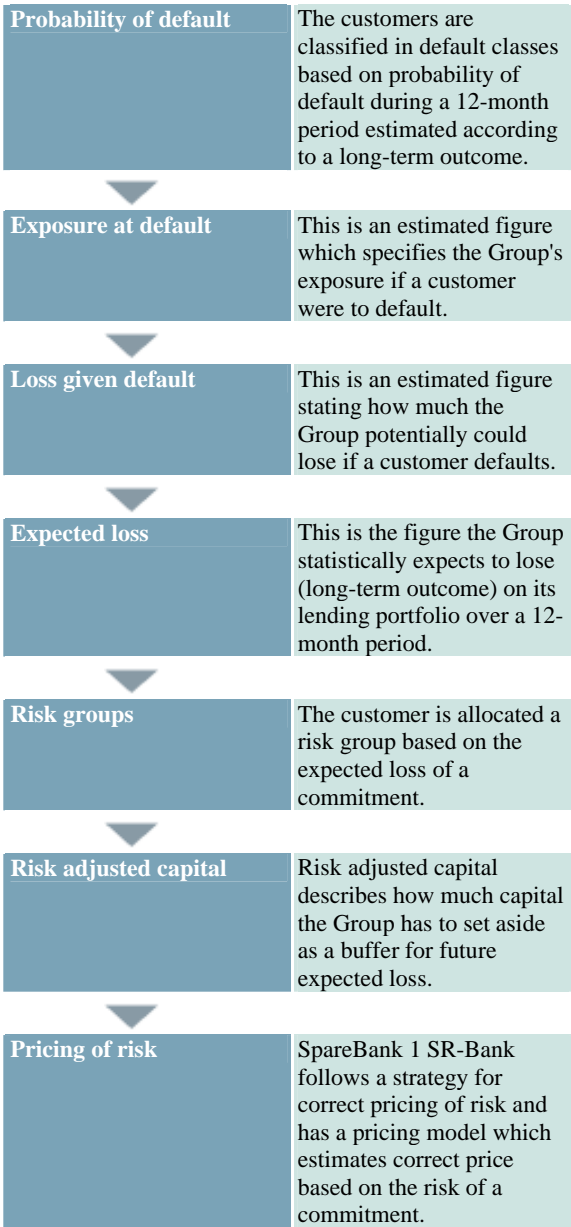 Probability of default
The customers are
classified in default classes
based on probability of
default during a 12-month
period estimated according
to a long-term outcome.
Exposure at default
This is an estimated figure
which specifies the Group's
exposure if a customer
were to default.
Loss given default
This is an estimated figure
stating how much the
Group potentially could
lose if a customer defaults.
Expected loss
This is the figure the Group
statistically expects to lose
(long-term outcome) on its
lending portfolio over a 12-
month period.
Risk groups
The customer is allocated a
risk group based on the
expected loss of a
commitment.
Risk adjusted capital
Risk adjusted capital
describes how much capital
the Group has to set aside
as a buffer for future
expected loss.
Pricing of risk
SpareBank 1 SR-Bank
follows a strategy for
correct pricing of risk and
has a pricing model which
estimates correct price
based on the risk of a
commitment.